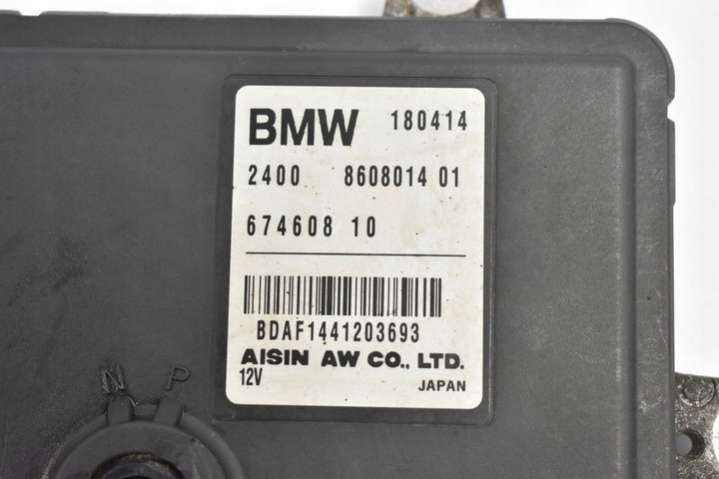 BMW 180414
2400 8608014 01
674608 10
BDAF1441203693
AISIN AW CO., LTD.
12V JAPAN
N P